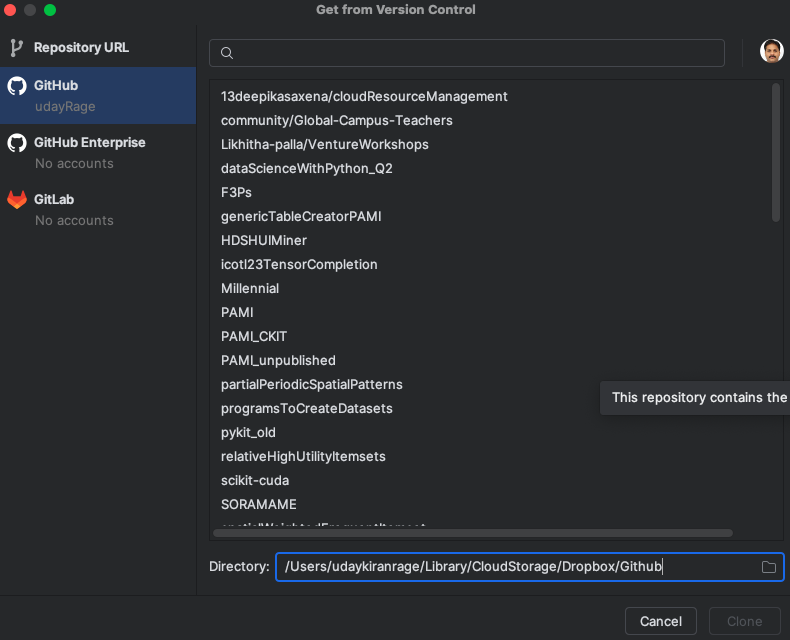 Get from Version Control
Repository URL
GitHub
udayRage
GitHub Enterprise
No accounts
GitLab
No accounts
13deepikasaxena/cloudResourceManagement
community/Global-Campus-Teachers
Likhitha-palla/VentureWorkshops
dataScienceWithPython_Q2
F3Ps
genericTableCreatorPAMI
HDSHUIMiner
icotl23TensorCompletion
Millennial
PAMI
PAMI_CKIT
PAMI_unpublished
partialPeriodicSpatialPatterns
This repository contains the
programsToCreateDatasets
pykit_old
relativeHighUtilityItemsets
scikit-cuda
SORAMAME
Directory: /Users/udaykiranrage/Library/CloudStorage/Dropbox/Github
Cancel
Clone